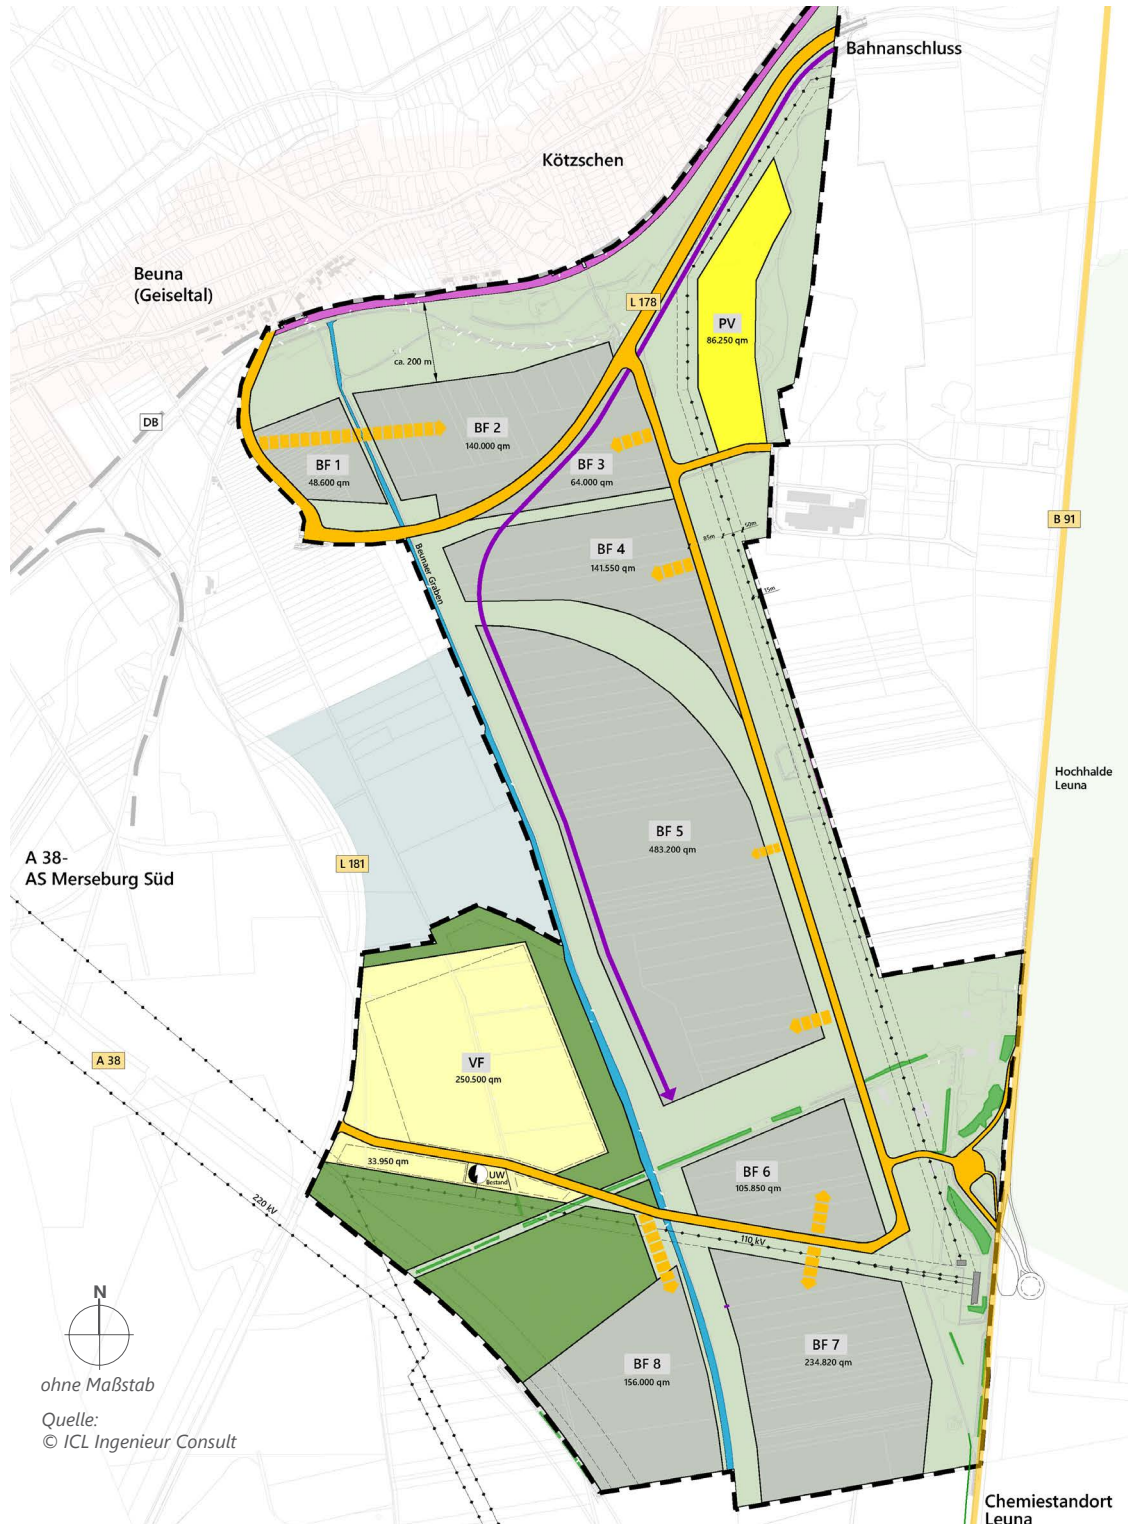 Bahnanschluss
Kötzschen
Beuna
(Geiseltal)
L 178
PV
86.250 qm
ca. 200 m
DB
BF 2
140.000 qm
BF 1
48.600 qm
BF 3
64.000 qm
B 91
50m
85m
BF 4
141.550 qm
Beunaer Graben
35m
Hochhalde
Leuna
BF 5
483.200 qm
A 38-
AS Merseburg Süd
L 181
A 38
VF
250.500 qm
33.950 qm
UW
Bestand
BF 6
105.850 qm
220 kV
110 kV
N
BF 7
234.820 qm
BF 8
156.000 qm
ohne Maßstab
Quelle:
© ICL Ingenieur Consult
Chemiestandort
Leuna